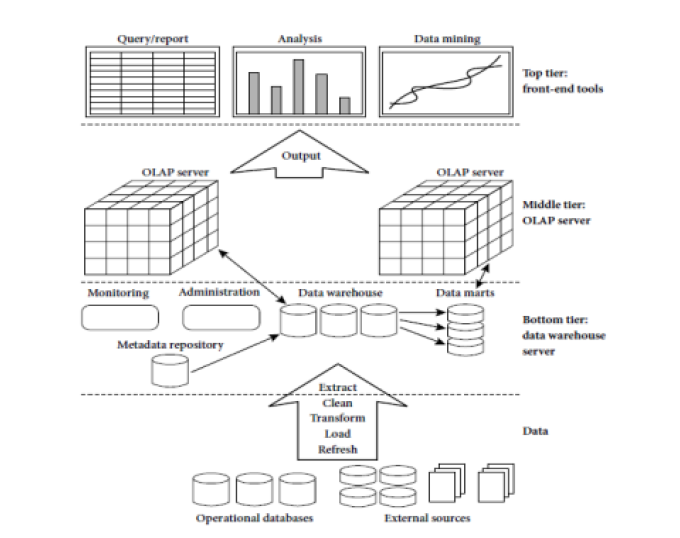 Query/report
Analysis
Data mining
Top tier:
front-end tools
Output
OLAP server
OLAP server
Middle tier:
OLAP server
Monitoring
Administration
Data warehouse
Data marts
Bottom tier:
data warehouse
server
Metadata repository
Extract
Clean
Transform
Load
Refresh
Data
Operational databases
External sources